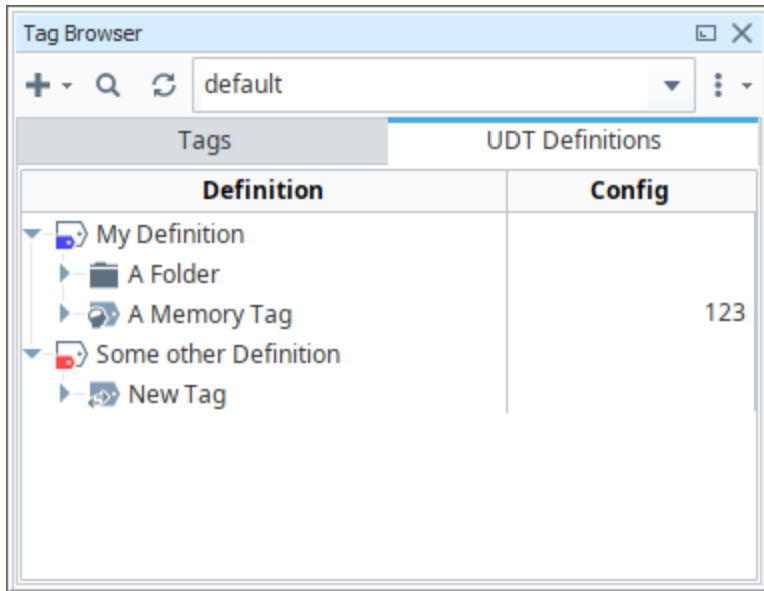 Tag Browser
default
Tags UDT Definitions
Definition Config
My Definition
A Folder
A Memory Tag 123
Some other Definition
New Tag